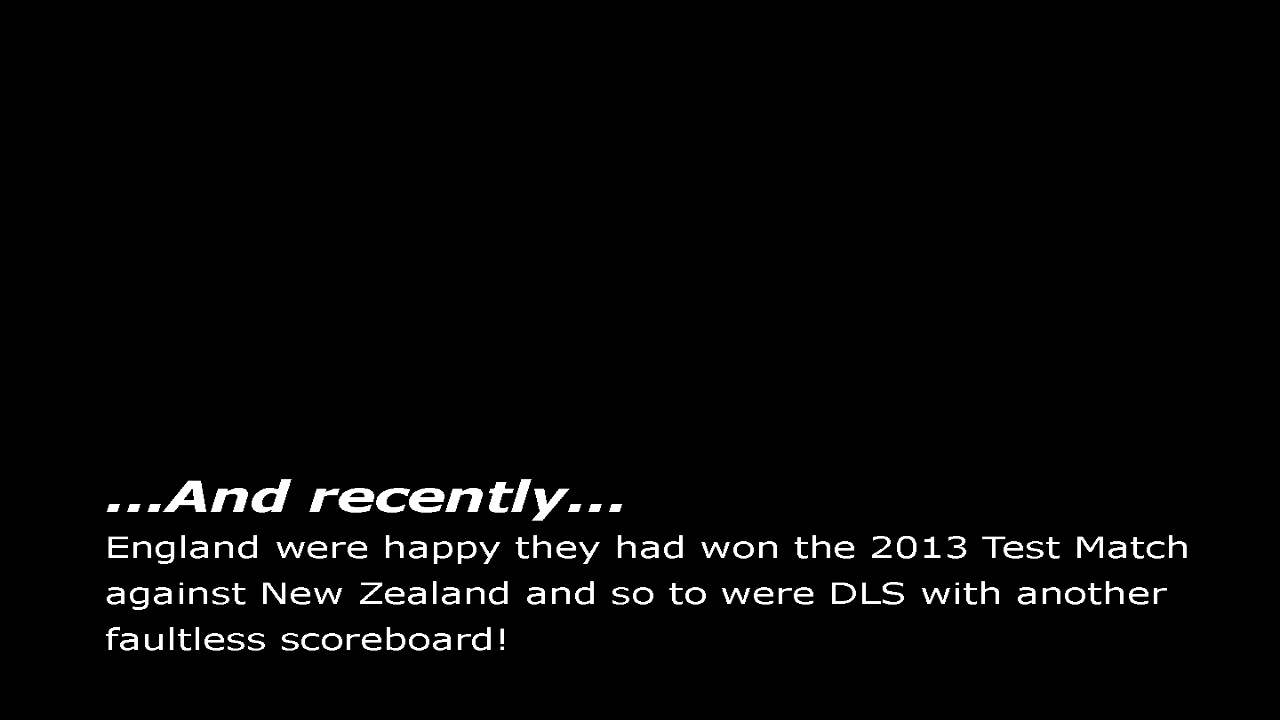 ...And recently...
England were happy they had won the 2013 Test Match
against New Zealand and so to were DLS with another
faultless scoreboard!